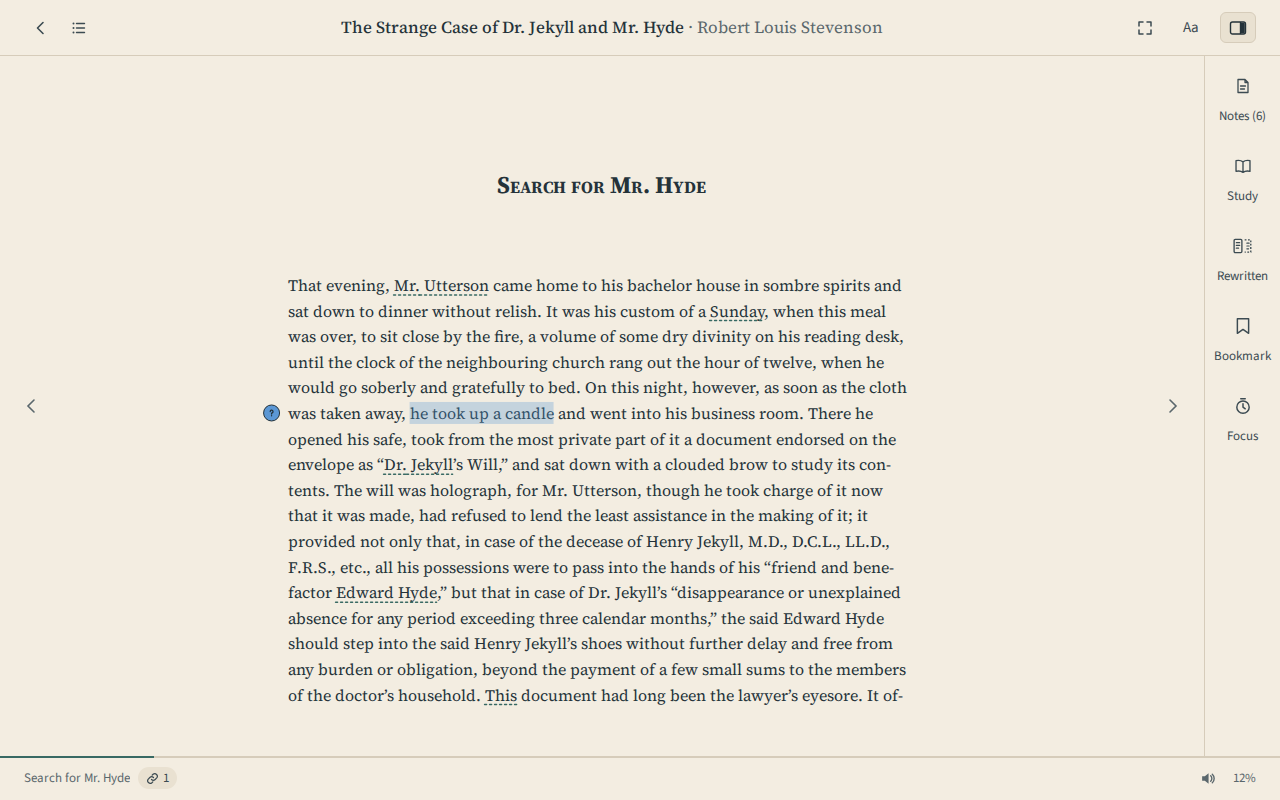 The Strange Case of Dr. Jekyll and Mr. Hyde · Robert Louis Stevenson
Aa
Notes (6)
Study
Rewritten
Bookmark
Focus
Search for Mr. Hyde
That evening, Mr. Utterson came home to his bachelor house in sombre spirits and
sat down to dinner without relish. It was his custom of a Sunday, when this meal
was over, to sit close by the fire, a volume of some dry divinity on his reading desk,
until the clock of the neighbouring church rang out the hour of twelve, when he
would go soberly and gratefully to bed. On this night, however, as soon as the cloth
? was taken away, he took up a candle and went into his business room. There he
opened his safe, took from the most private part of it a document endorsed on the
envelope as “Dr. Jekyll’s Will,” and sat down with a clouded brow to study its con-
tents. The will was holograph, for Mr. Utterson, though he took charge of it now
that it was made, had refused to lend the least assistance in the making of it; it
provided not only that, in case of the decease of Henry Jekyll, M.D., D.C.L., LL.D.,
F.R.S., etc., all his possessions were to pass into the hands of his “friend and bene-
factor Edward Hyde,” but that in case of Dr. Jekyll’s “disappearance or unexplained
absence for any period exceeding three calendar months,” the said Edward Hyde
should step into the said Henry Jekyll’s shoes without further delay and free from
any burden or obligation, beyond the payment of a few small sums to the members
of the doctor’s household. This document had long been the lawyer’s eyesore. It of-
Search for Mr. Hyde
1
12%